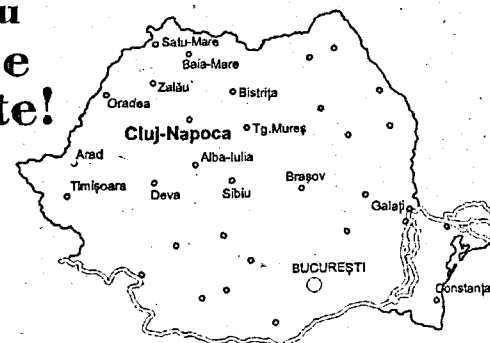 u
e
te!
Satu-Mare
Baia-Mare
Zalău
Bistrița
Oradea
Cluj-Napoca
Tg.Mureș
Arad
Alba-Iulia
Timișoara
Deva
Sibiu
Brașov
Galați
BUCUREȘTI
Constanța